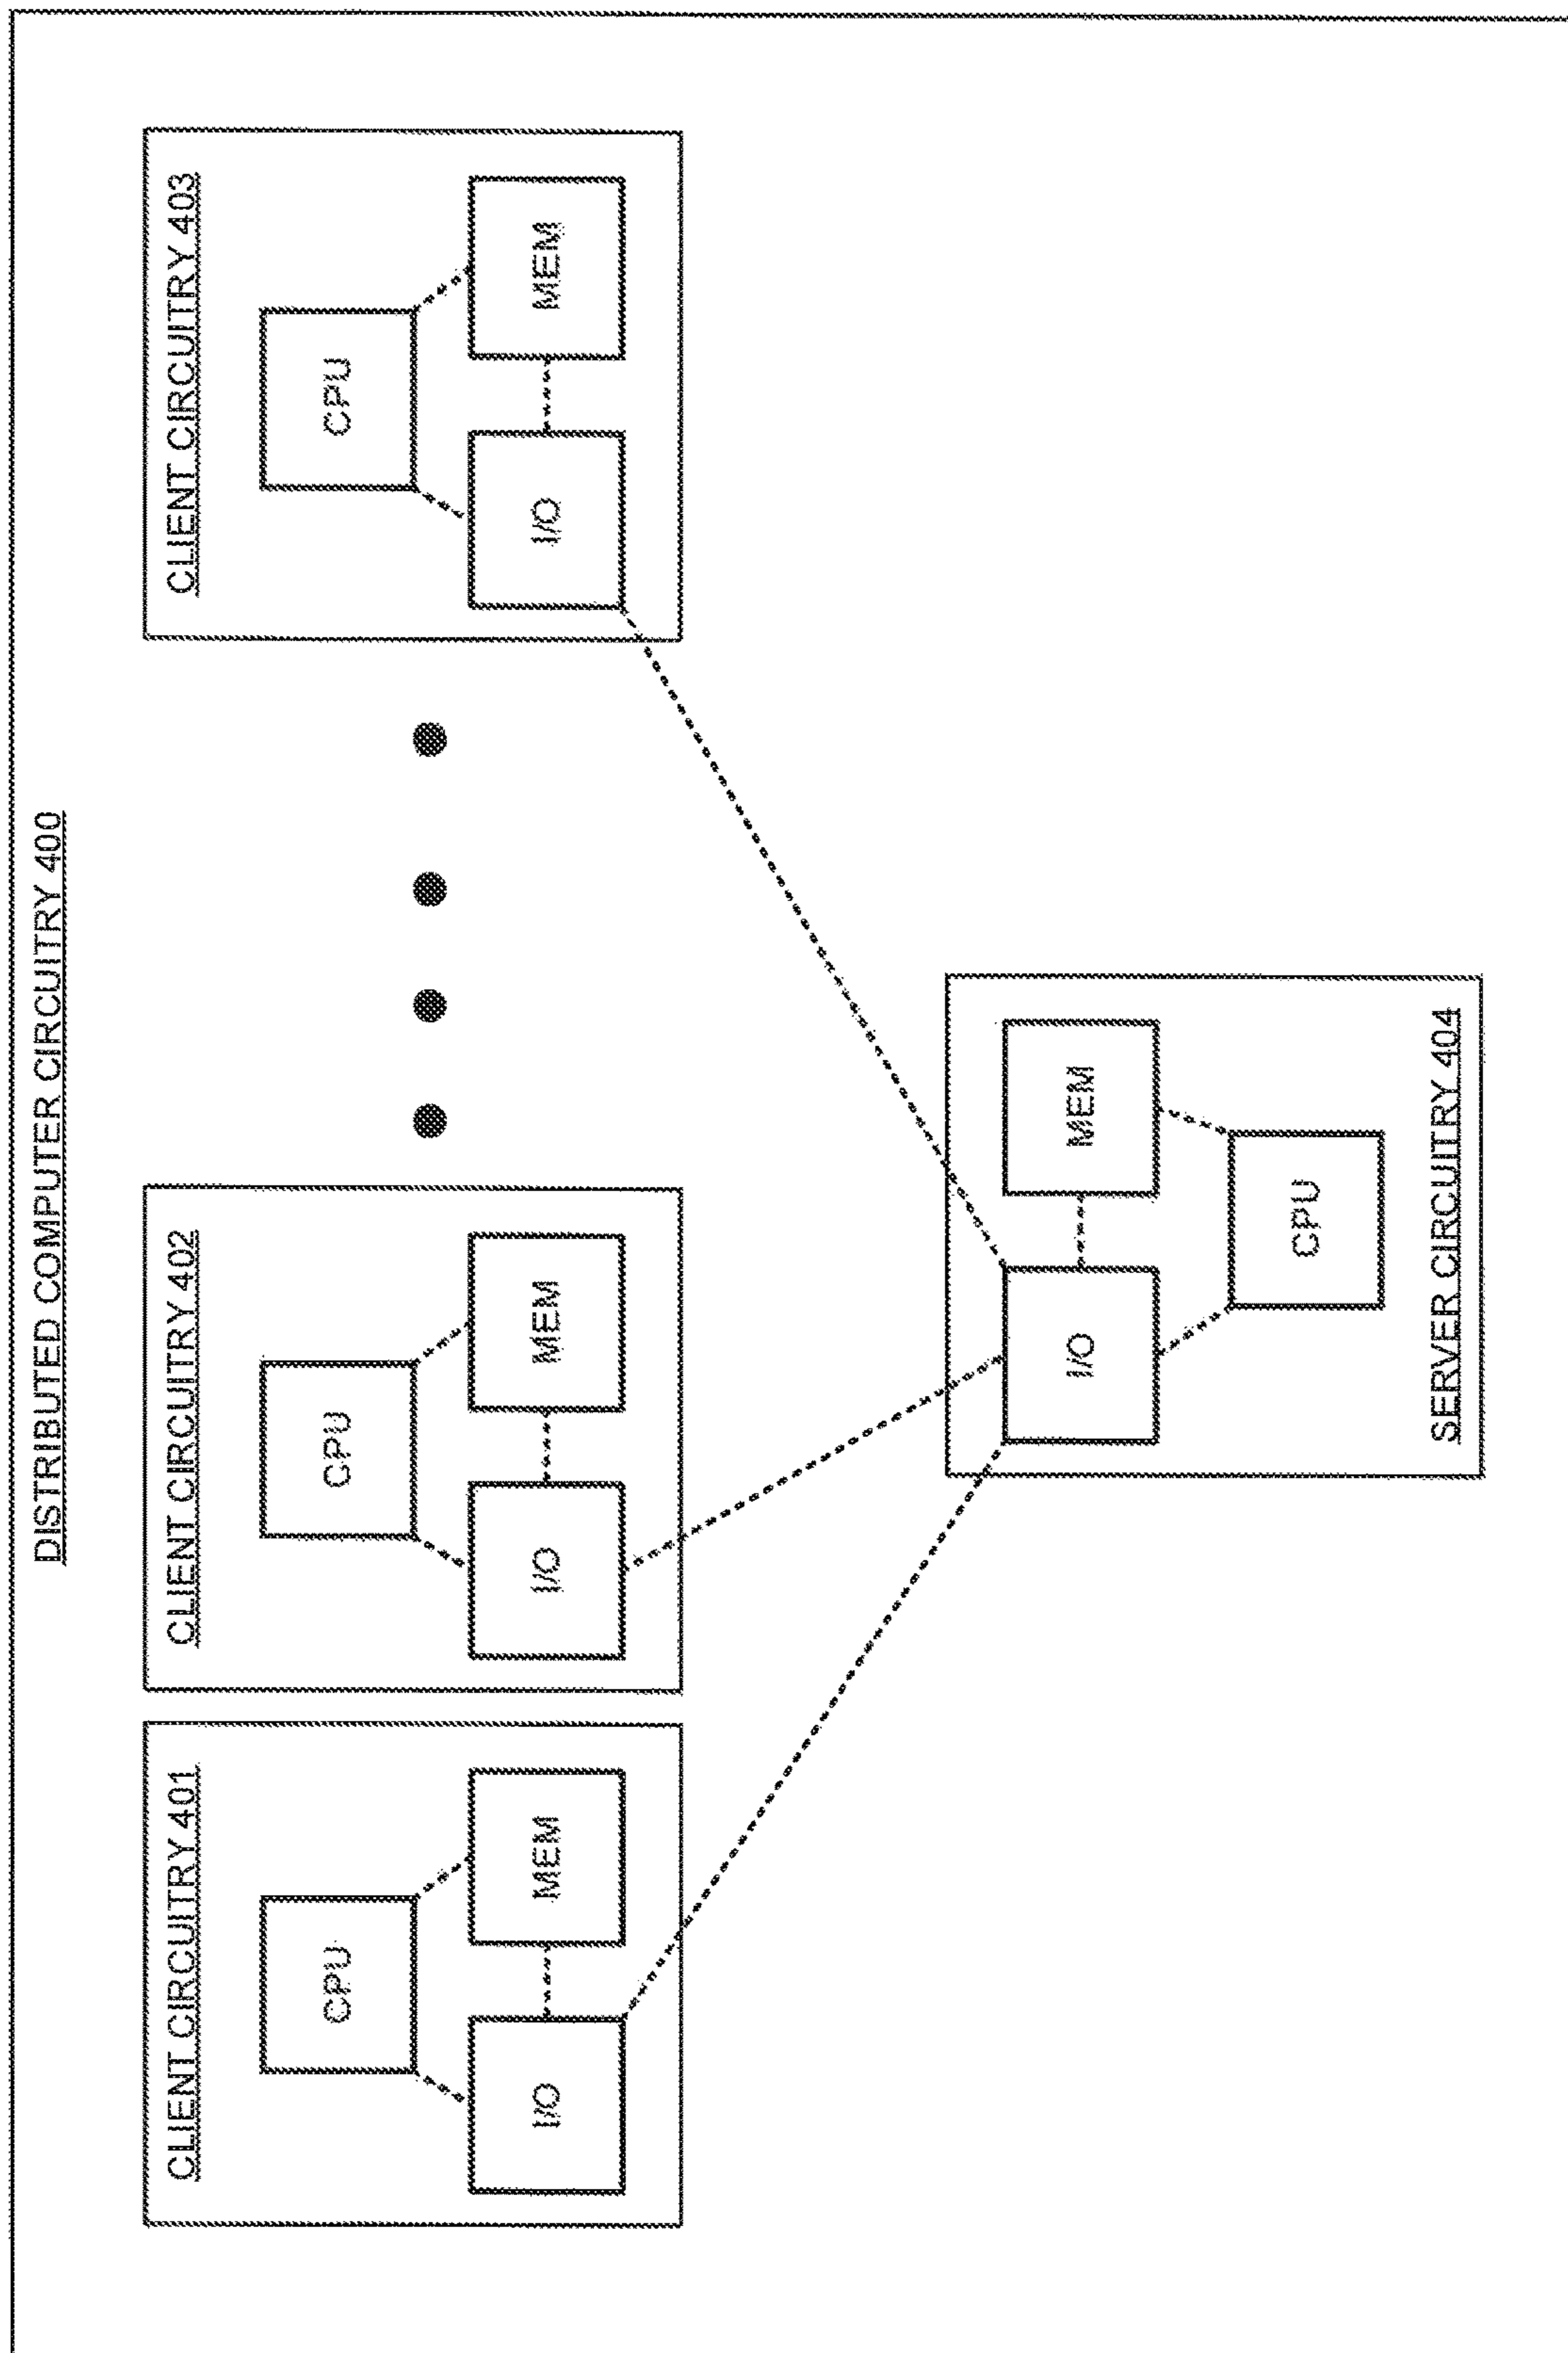 DISTRIBUTED COMPUTER CIRCUITRY 400
CLIENT CIRCUITRY 401
CPU
I/O
MEM
CLIENT CIRCUITRY 402
CPU
I/O
MEM
CLIENT CIRCUITRY 403
CPU
I/O
MEM
I/O
MEM
CPU
SERVER CIRCUITRY 404